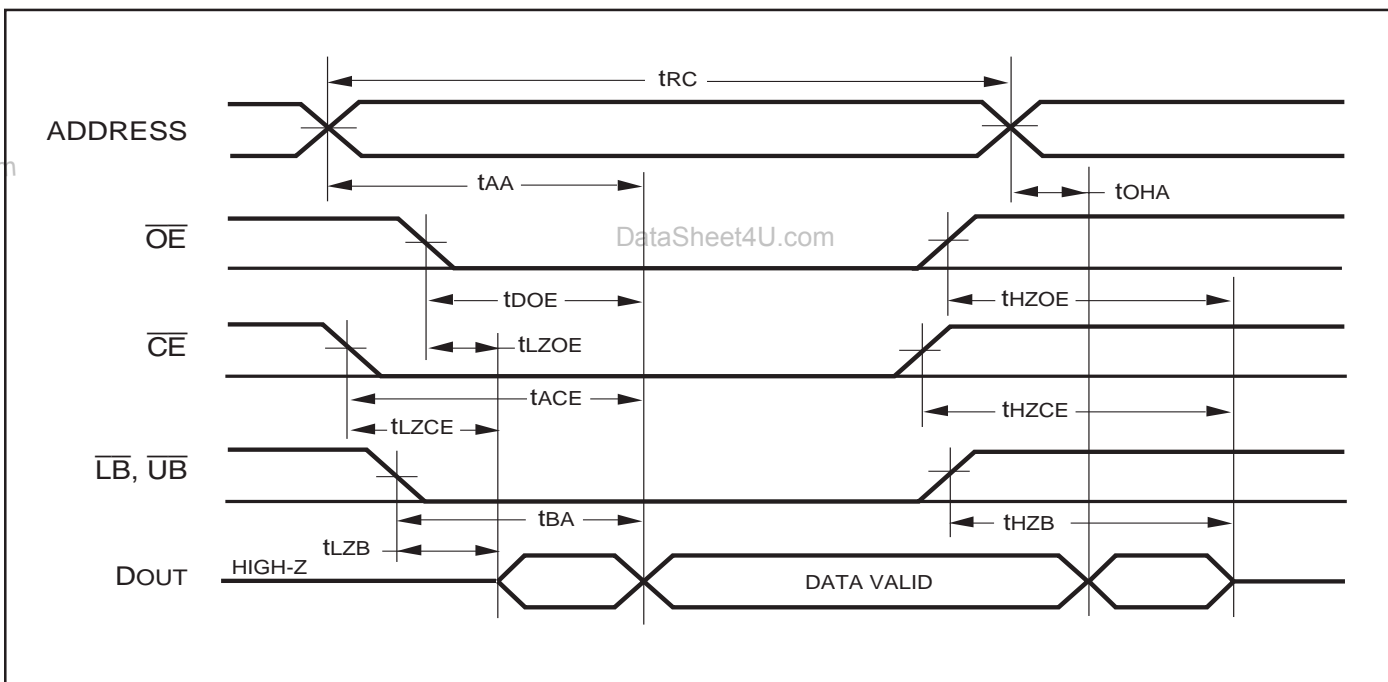 tRC
ADDRESS
m
tAA
tOHA
OE
DataSheet4U.com
tDOE
tHZOE
CE
tLZOE
tACE
tHZCE
tLZCE
LB, UB
tBA
tHZB
tLZB
DOUT
HIGH-Z
DATA VALID